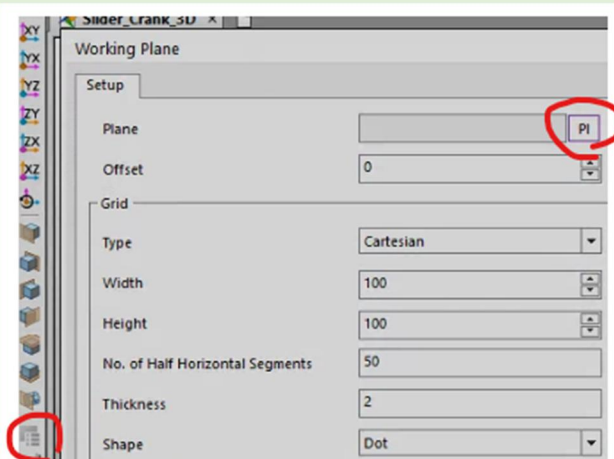 Slider_Crank_3D ×
XY
Working Plane
YX
YZ
Setup
ZY
Plane PI
ZX
XZ
Offset 0
Grid
Type Cartesian
Width 100
Height 100
No. of Half Horizontal Segments 50
Thickness 2
Shape Dot